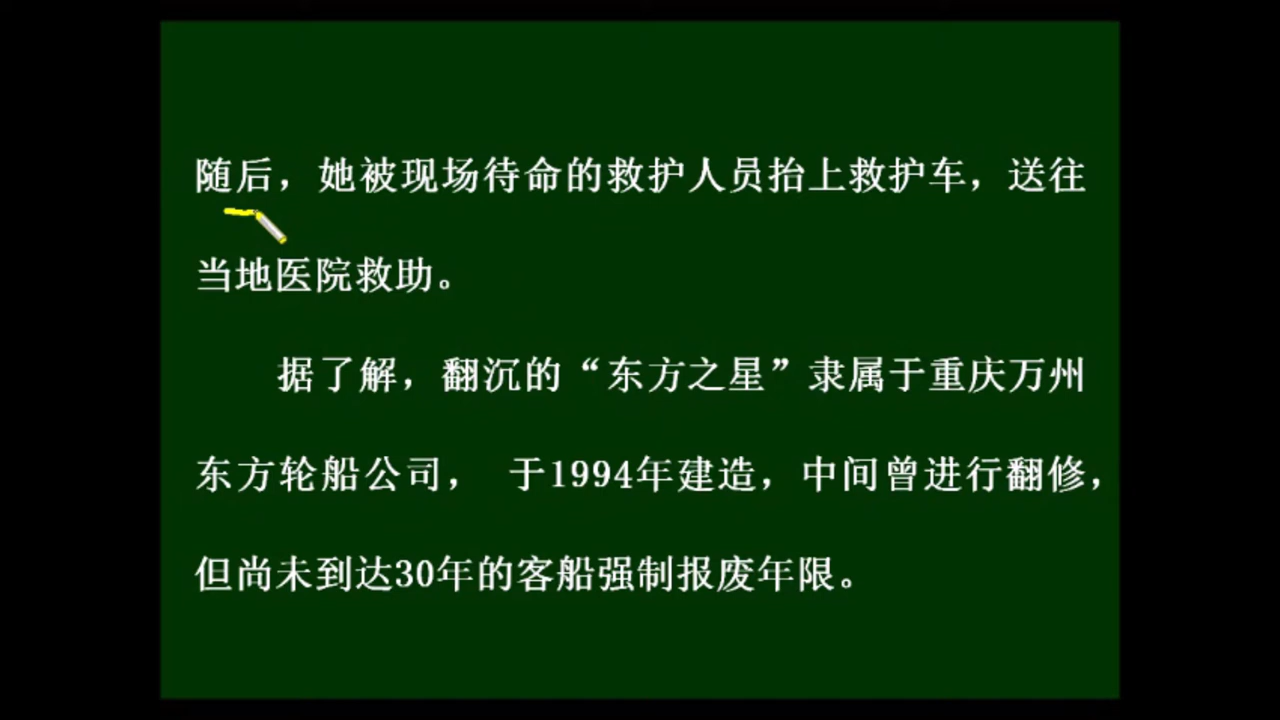 随后，她被现场待命的救护人员抬上救护车，送往
当地医院救助。
据了解，翻沉的“东方之星”隶属于重庆万州
东方轮船公司， 于1994年建造，中间曾进行翻修，
但尚未到达30年的客船强制报废年限。